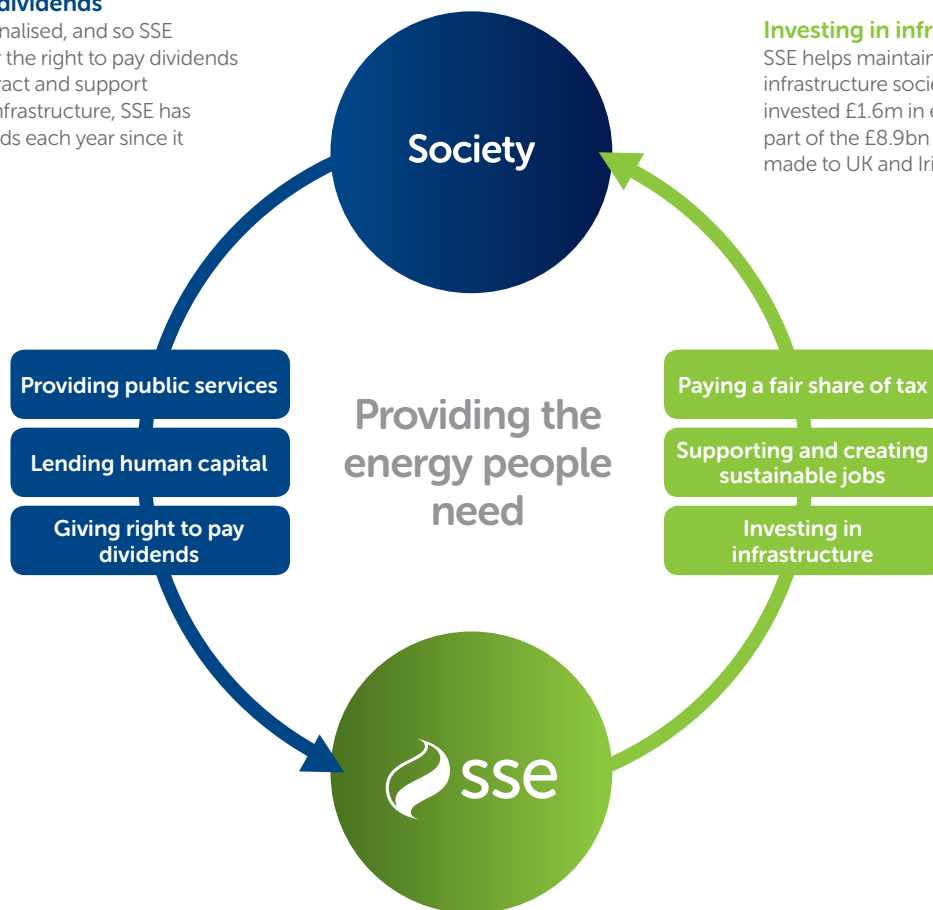 dividends
nalised, and so SSE
the right to pay dividends
ract and support
nfrastructure, SSE has
ds each year since it
Investing in infr
SSE helps maintain
infrastructure socie
invested £1.6m in e
part of the £8.9bn
made to UK and Iri
Society
Providing public services
Lending human capital
Giving right to pay
dividends
Providing the
energy people
need
Paying a fair share of tax
Supporting and creating
sustainable jobs
Investing in
infrastructure
sse